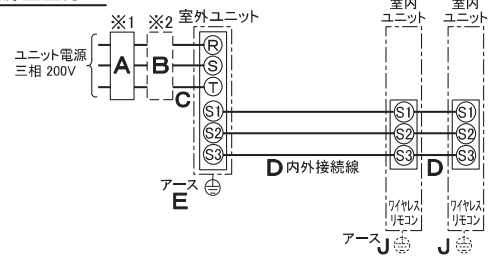 ※1
※2
室外ユニット
室内
ユニット
室内
ユニット
ユニット電源
三相 200V
A
B
C
R
S
T
S1
S2
S3
S1
S2
S3
S1
S2
S3
D 内外接続線
D
アース
E
ワイヤレス
リモコン
ワイヤレス
リモコン
アース J
J